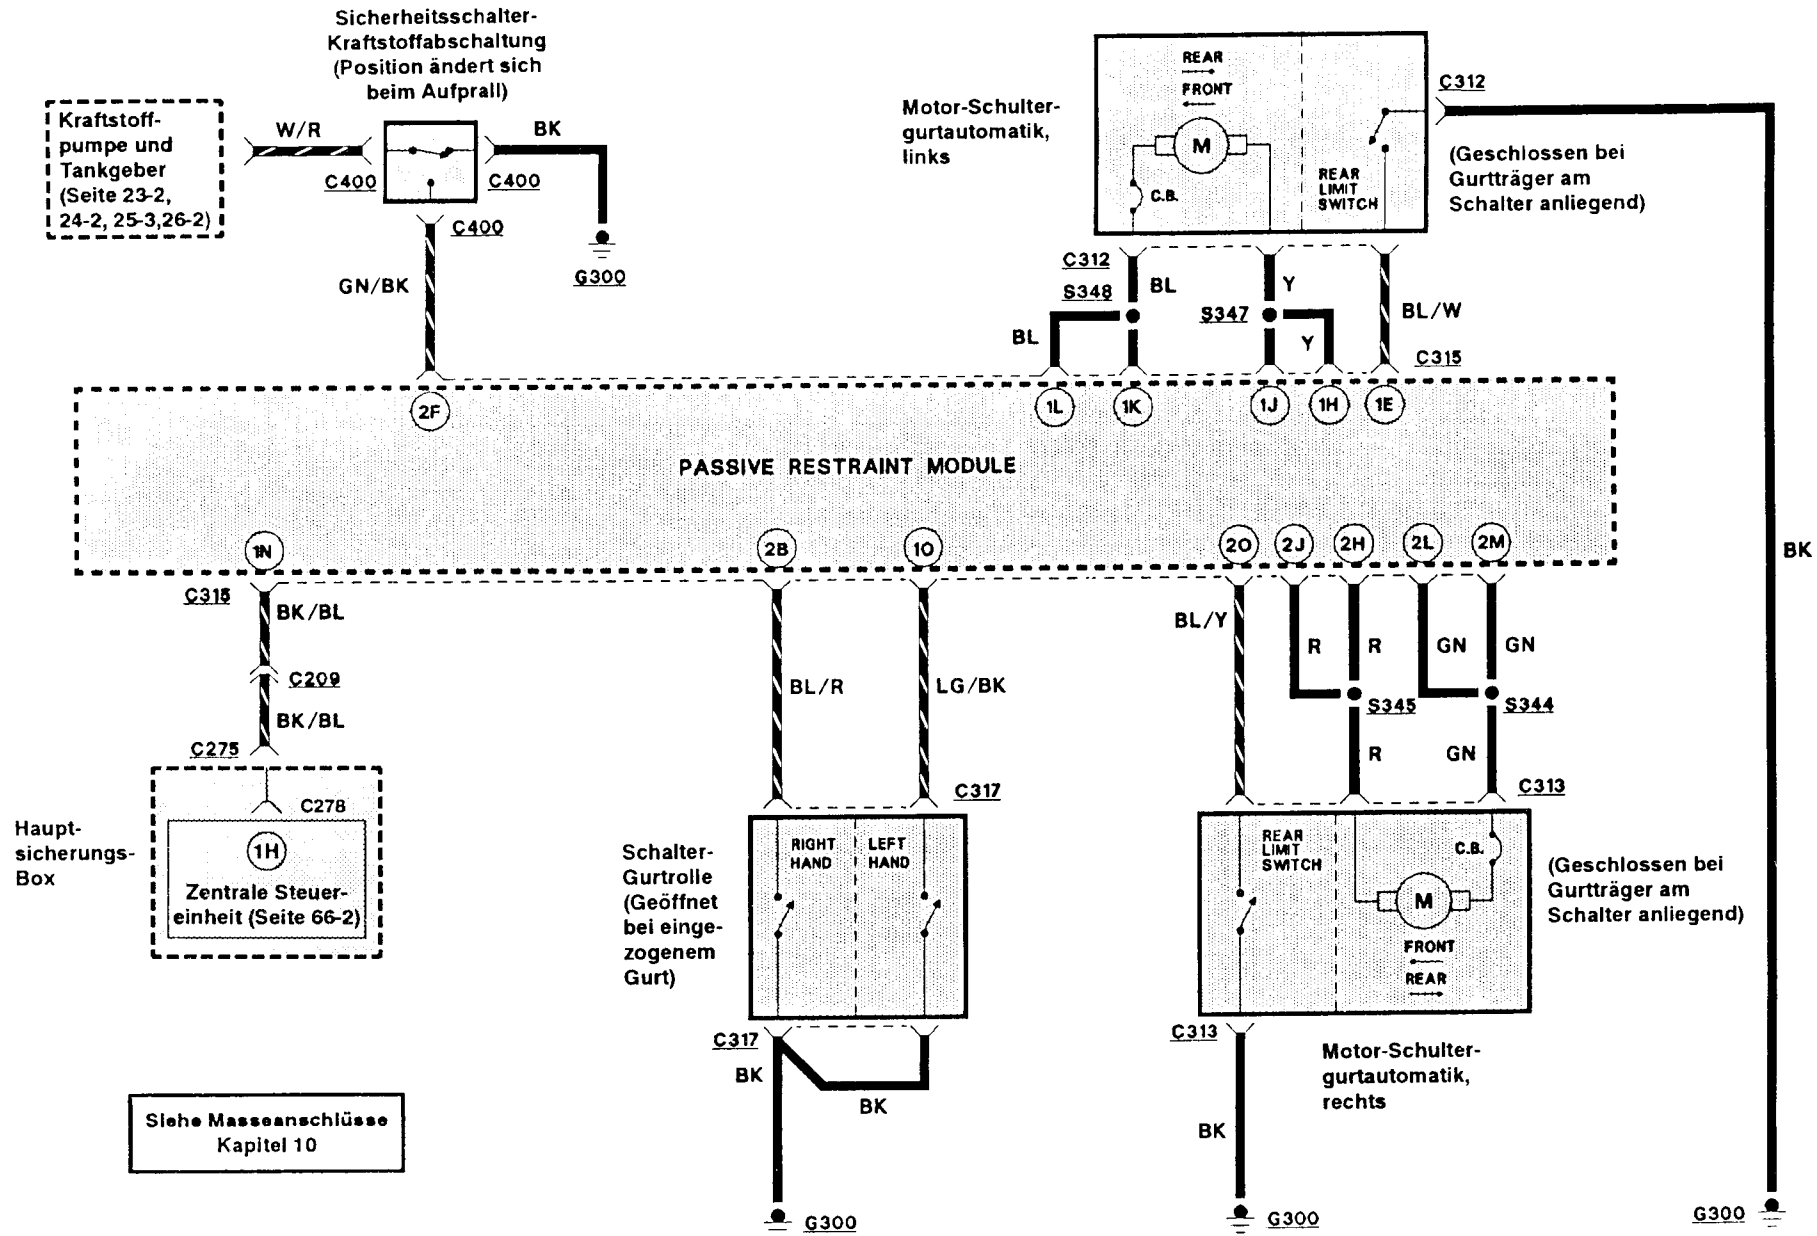 Sicherheitsschalter-
Kraftstoffabschaltung
(Position ändert sich
beim Aufprall)
Kraftstoff-
pumpe und
Tankgeber
(Seite 23-2,
24-2, 25-3,26-2)
W/R
C400
BK
C400
C400
G300
GN/BK
Motor-Schulter-
gurtautomatik,
links
REAR
FRONT
M
C.B.
REAR
LIMIT
SWITCH
C312
(Geschlossen bei
Gurtträger am
Schalter anliegend)
C312
S348
BL
BL
Y
S347
Y
BL/W
C315
BK
2F
1L
1K
1J
1H
1E
PASSIVE RESTRAINT MODULE
1N
2B
1O
2O
2J
2H
2L
2M
C315
BK/BL
C209
BK/BL
C275
C278
1H
Zentrale Steuer-
einheit (Seite 66-2)
Haupt-
sicherungs-
Box
BL/R
LG/BK
C317
Schalter-
Gurtrolle
(Geöffnet
bei einge-
zogenem
Gurt)
RIGHT
HAND
LEFT
HAND
C317
BK
BK
G300
BL/Y
R
R
GN
GN
S345
S344
R
GN
C313
REAR
LIMIT
SWITCH
C.B.
M
FRONT
REAR
(Geschlossen bei
Gurtträger am
Schalter anliegend)
C313
Motor-Schulter-
gurtautomatik,
rechts
BK
G300
G300
Siehe Masseanschlüsse
Kapitel 10